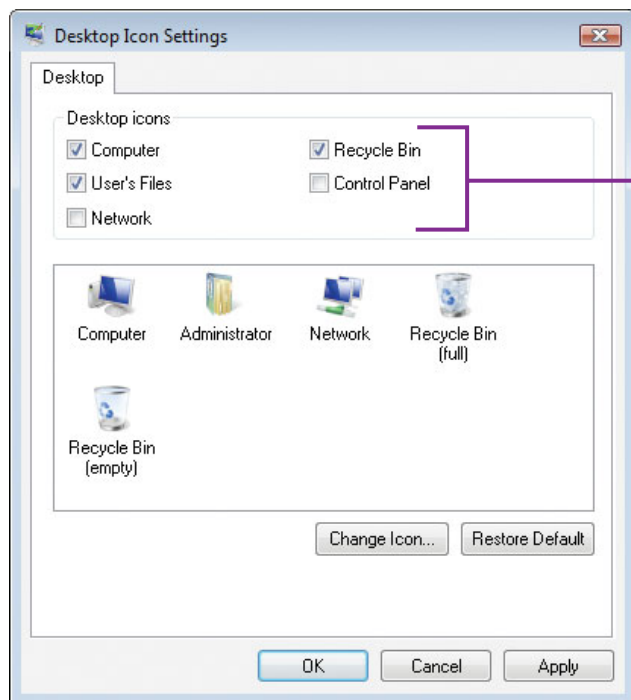 Desktop Icon Settings
Desktop
Desktop icons
Computer
Recycle Bin
User's Files
Control Panel
Network
Computer
Administrator
Network
Recycle Bin
(full)
Recycle Bin
(empty)
Change Icon...
Restore Default
OK
Cancel
Apply